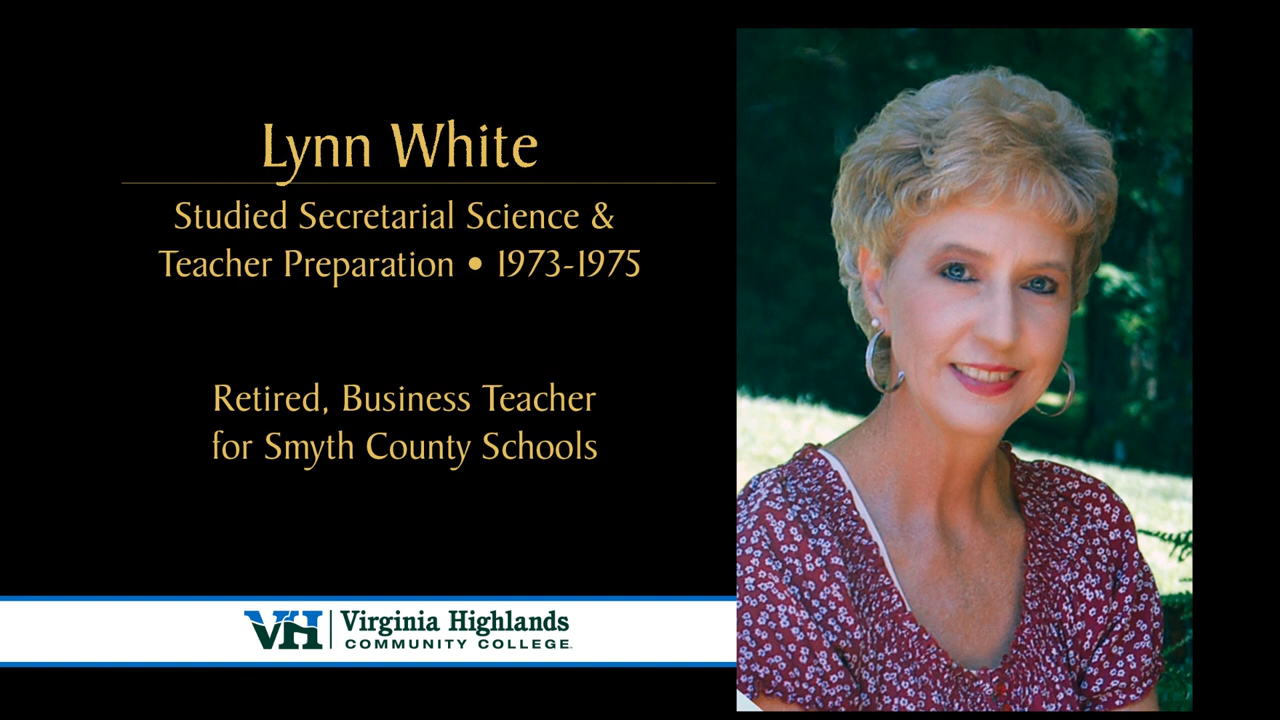 Lynn White
Studied Secretarial Science &
Teacher Preparation • 1973-1975
Retired, Business Teacher
for Smyth County Schools
VH Virginia Highlands
COMMUNITY COLLEGE